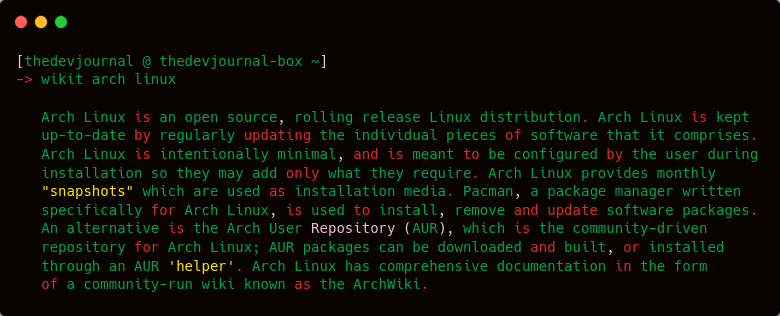 [thedevjournal @ thedevjournal-box ~]
-> wikit arch linux
Arch Linux is an open source, rolling release Linux distribution. Arch Linux is kept
up-to-date by regularly updating the individual pieces of software that it comprises.
Arch Linux is intentionally minimal, and is meant to be configured by the user during
installation so they may add only what they require. Arch Linux provides monthly
"snapshots" which are used as installation media. Pacman, a package manager written
specifically for Arch Linux, is used to install, remove and update software packages.
An alternative is the Arch User Repository (AUR), which is the community-driven
repository for Arch Linux; AUR packages can be downloaded and built, or installed
through an AUR 'helper'. Arch Linux has comprehensive documentation in the form
of a community-run wiki known as the ArchWiki.